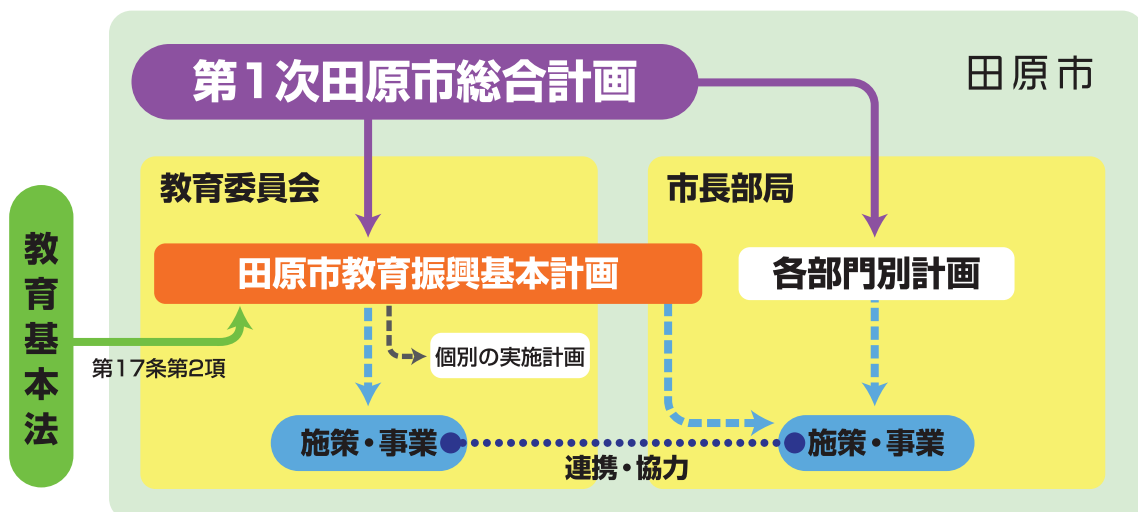 第1次田原市総合計画
田原市
教育委員会
市長部局
教育基本法
田原市教育振興基本計画
各部門別計画
第17条第2項
個別の実施計画
施策・事業
施策・事業
連携・協力